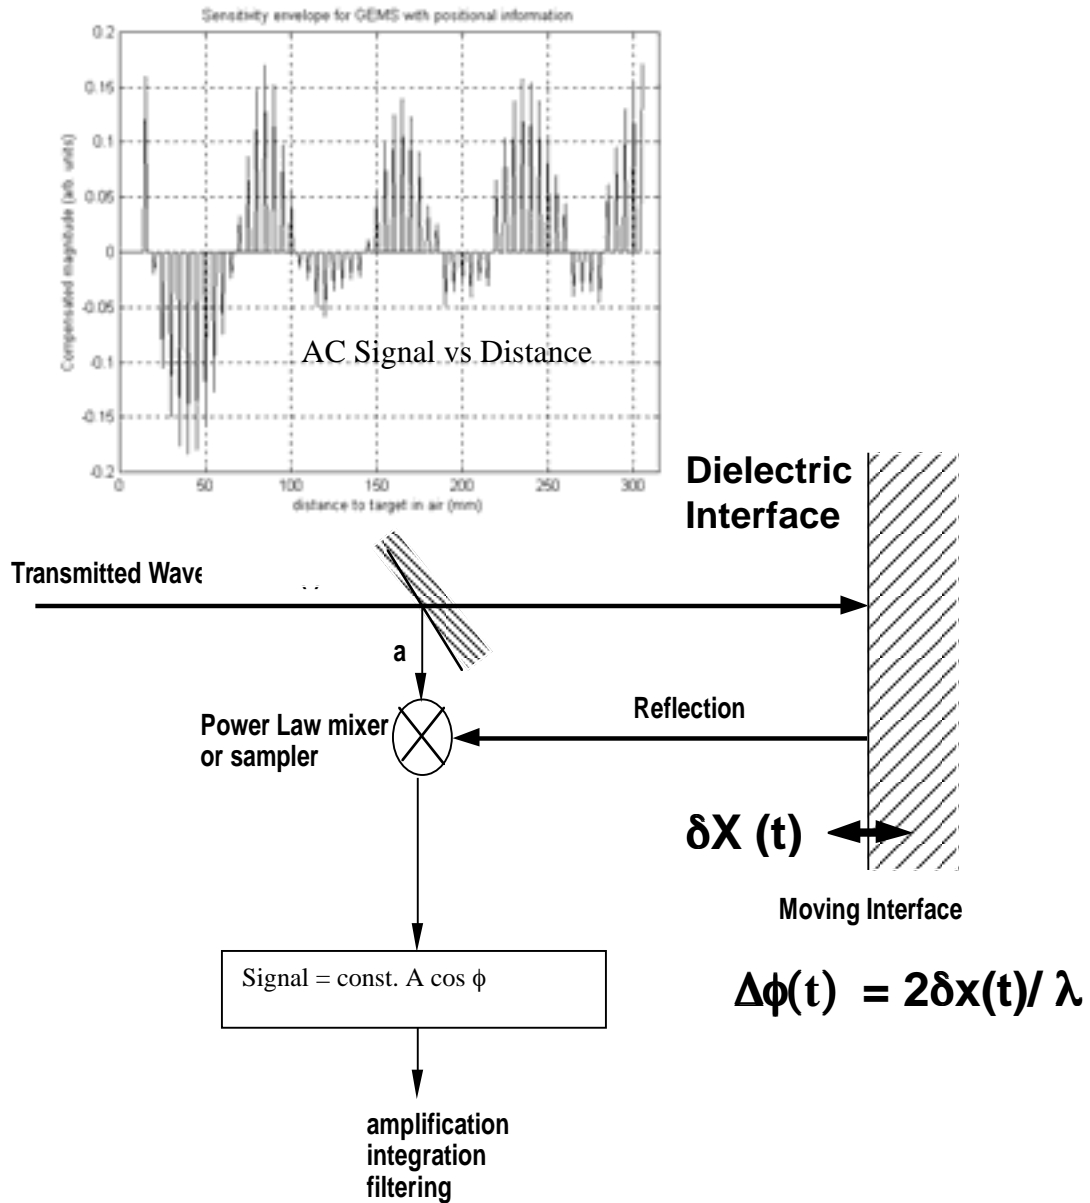 Sensitivity envelope for GEMS with positional information
0.2
0.15
0.1
0.05
0
-0.05
-0.1
-0.15
-0.2
Compensated magnitude (arb. units)
AC Signal vs Distance
0 50 100 150 200 250 300
distance to target in air (mm)
Dielectric
Interface
Transmitted Wave
a
Power Law mixer
or sampler
Reflection
δX (t)
Moving Interface
Signal = const. A cos ϕ
Δϕ(t) = 2δx(t)/ λ
amplification
integration
filtering